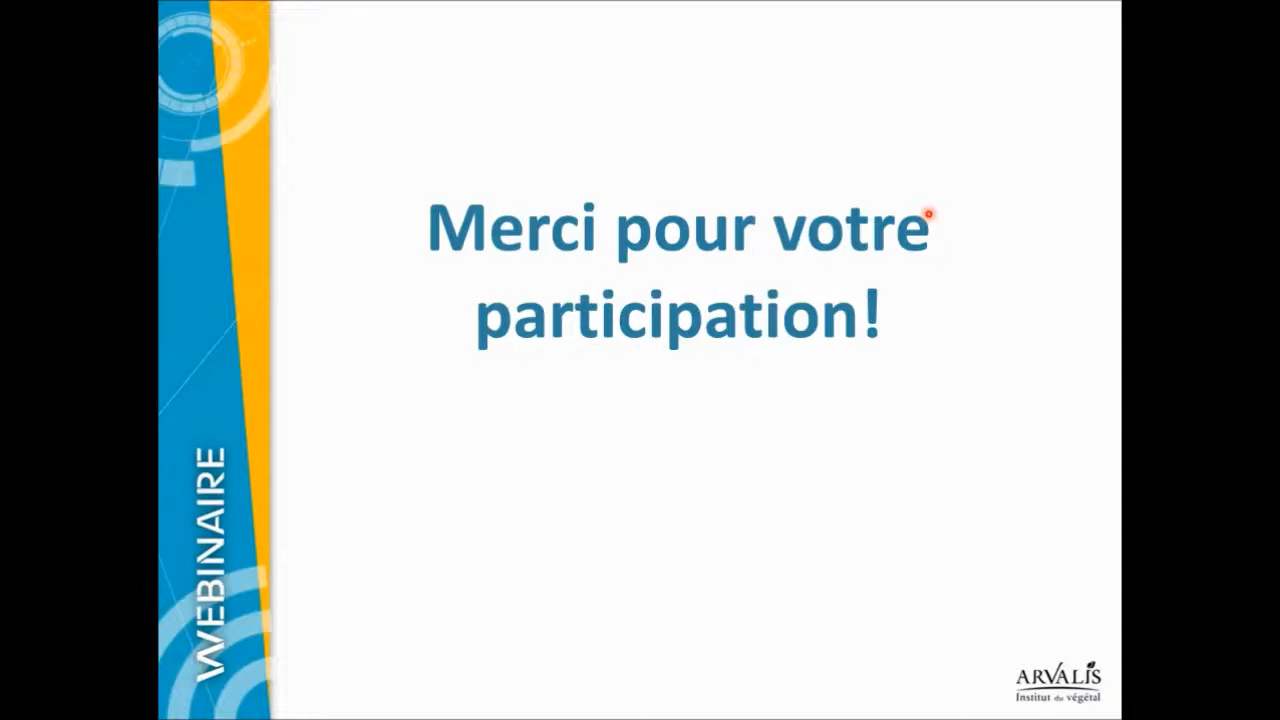 Merci pour votre
participation!
WEBINAIRE
ARVALIS
Institut du végétal